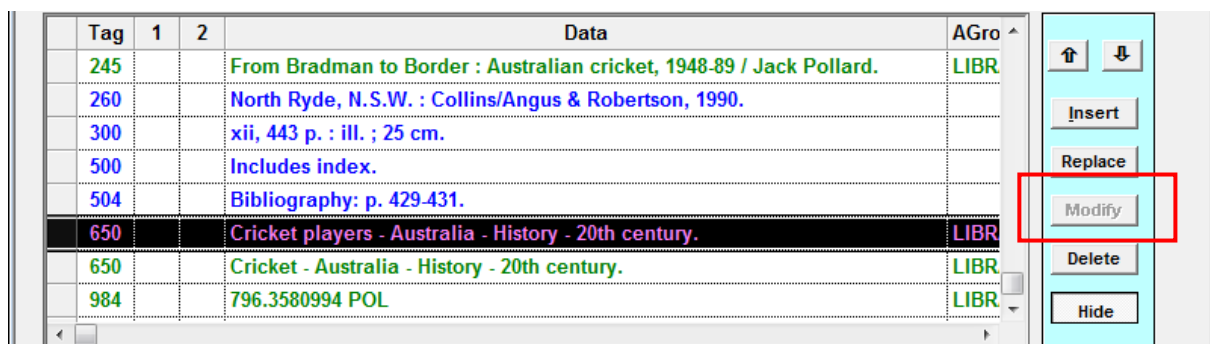 Tag 1 2 Data AGro
245 From Bradman to Border : Australian cricket, 1948-89 / Jack Pollard. LIBR
260 North Ryde, N.S.W. : Collins/Angus & Robertson, 1990.
300 xii, 443 p. : ill. ; 25 cm.
500 Includes index.
504 Bibliography: p. 429-431.
650 Cricket players - Australia - History - 20th century. LIBR
650 Cricket - Australia - History - 20th century. LIBR
984 796.3580994 POL LIBR
Insert
Replace
Modify
Delete
Hide